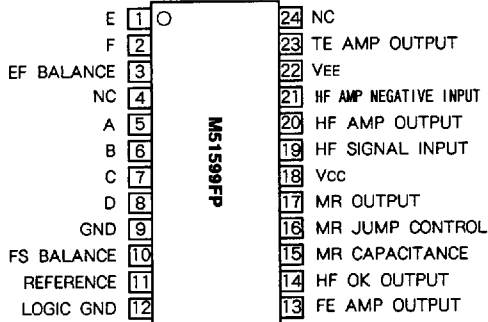 E 1 24 NC
F 2 23 TE AMP OUTPUT
EF BALANCE 3 22 VEE
NC 4 21 HF AMP NEGATIVE INPUT
A 5 20 HF AMP OUTPUT
B 6 19 HF SIGNAL INPUT
C 7 18 Vcc
D 8 17 MR OUTPUT
GND 9 16 MR JUMP CONTROL
FS BALANCE 10 15 MR CAPACITANCE
REFERENCE 11 14 HF OK OUTPUT
LOGIC GND 12 13 FE AMP OUTPUT
M51599FP